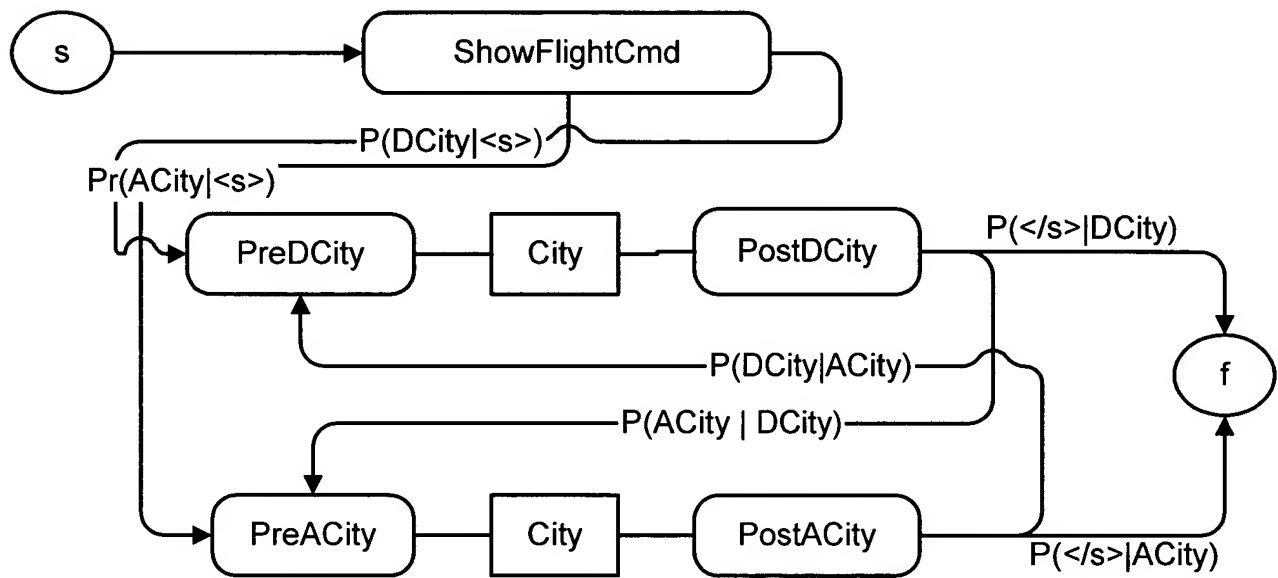 s
ShowFlightCmd
P(DCity|<s>)
Pr(ACity|<s>)
PreDCity
City
PostDCity
P(</s>|DCity)
P(DCity|ACity)
f
P(ACity | DCity)
PreACity
City
PostACity
P(</s>|ACity)